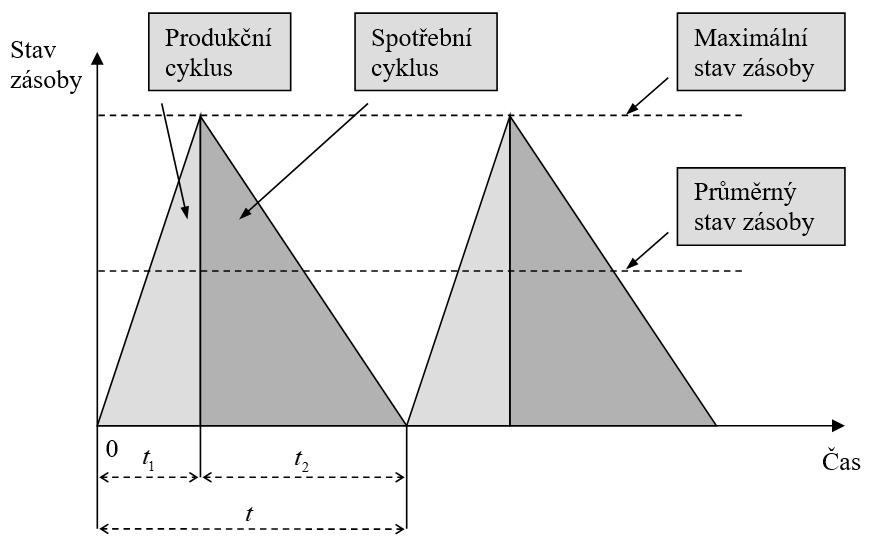 Stav
zásoby
Produkční
cyklus
Spotřební
cyklus
Maximální
stav zásoby
Průměrný
stav zásoby
0
t1
t2
Čas
t